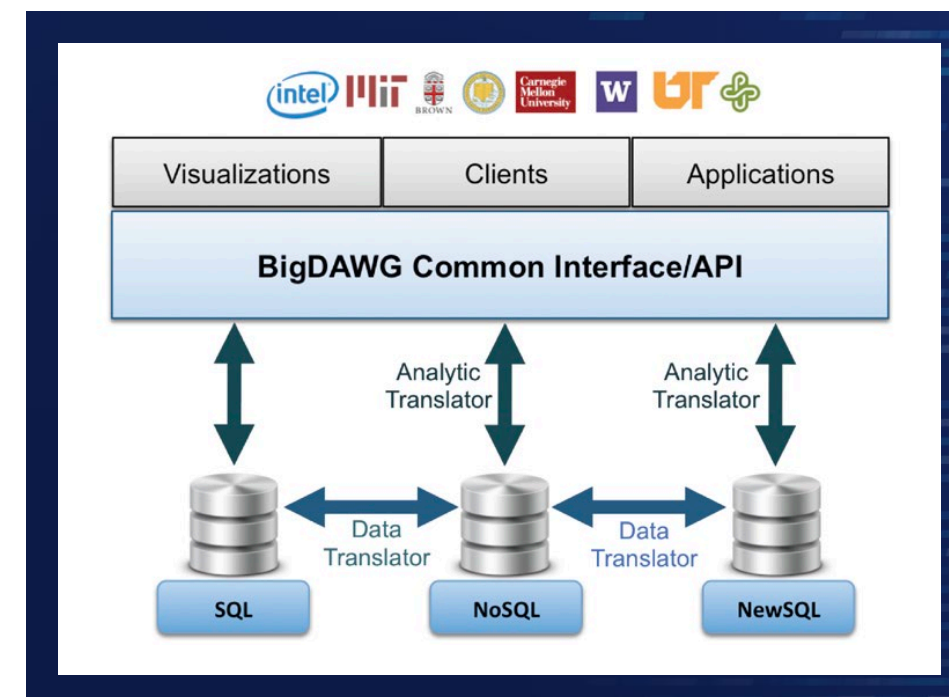 intel
MIT
BROWN
Carnegie
Mellon
University
W
UT
Visualizations
Clients
Applications
BigDAWG Common Interface/API
Analytic
Translator
Analytic
Translator
Data
Translator
Data
Translator
SQL
NoSQL
NewSQL